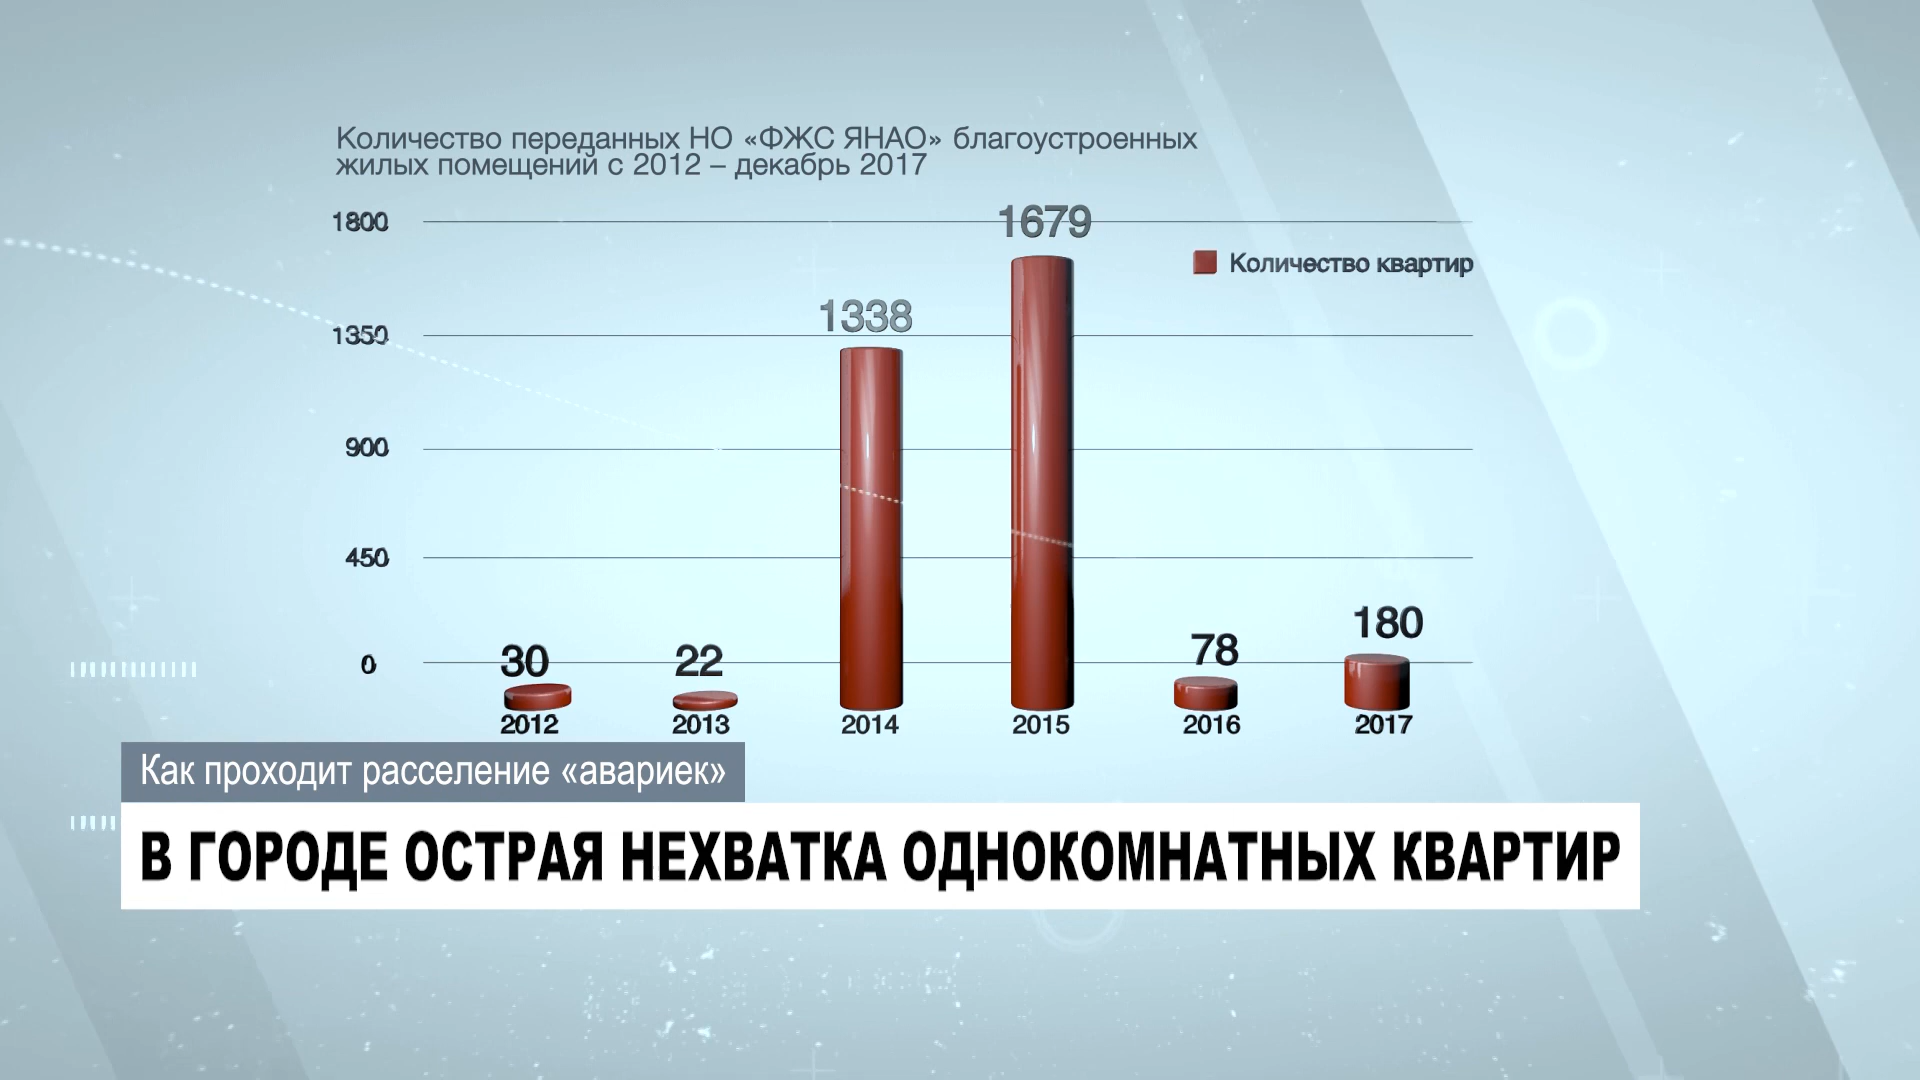 Количество переданных НО «ФЖС ЯНАО» благоустроенных
жилых помещений с 2012 – декабрь 2017
1800
1679
Количество квартир
1338
1350
900
450
180
78
30
22
0
2012 2013 2014 2015 2016 2017
Как проходит расселение «авариек»
В ГОРОДЕ ОСТРАЯ НЕХВАТКА ОДНОКОМНАТНЫХ КВАРТИР